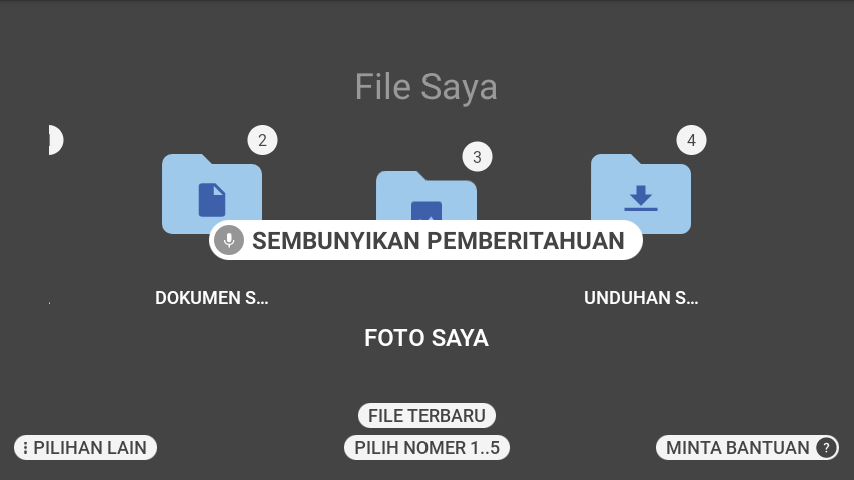 File Saya
2
3
4
SEMBUNYIKAN PEMBERITAHUAN
DOKUMEN S...
UNDUHAN S...
FOTO SAYA
FILE TERBARU
PILIHAN LAIN
PILIH NOMER 1..5
MINTA BANTUAN ?